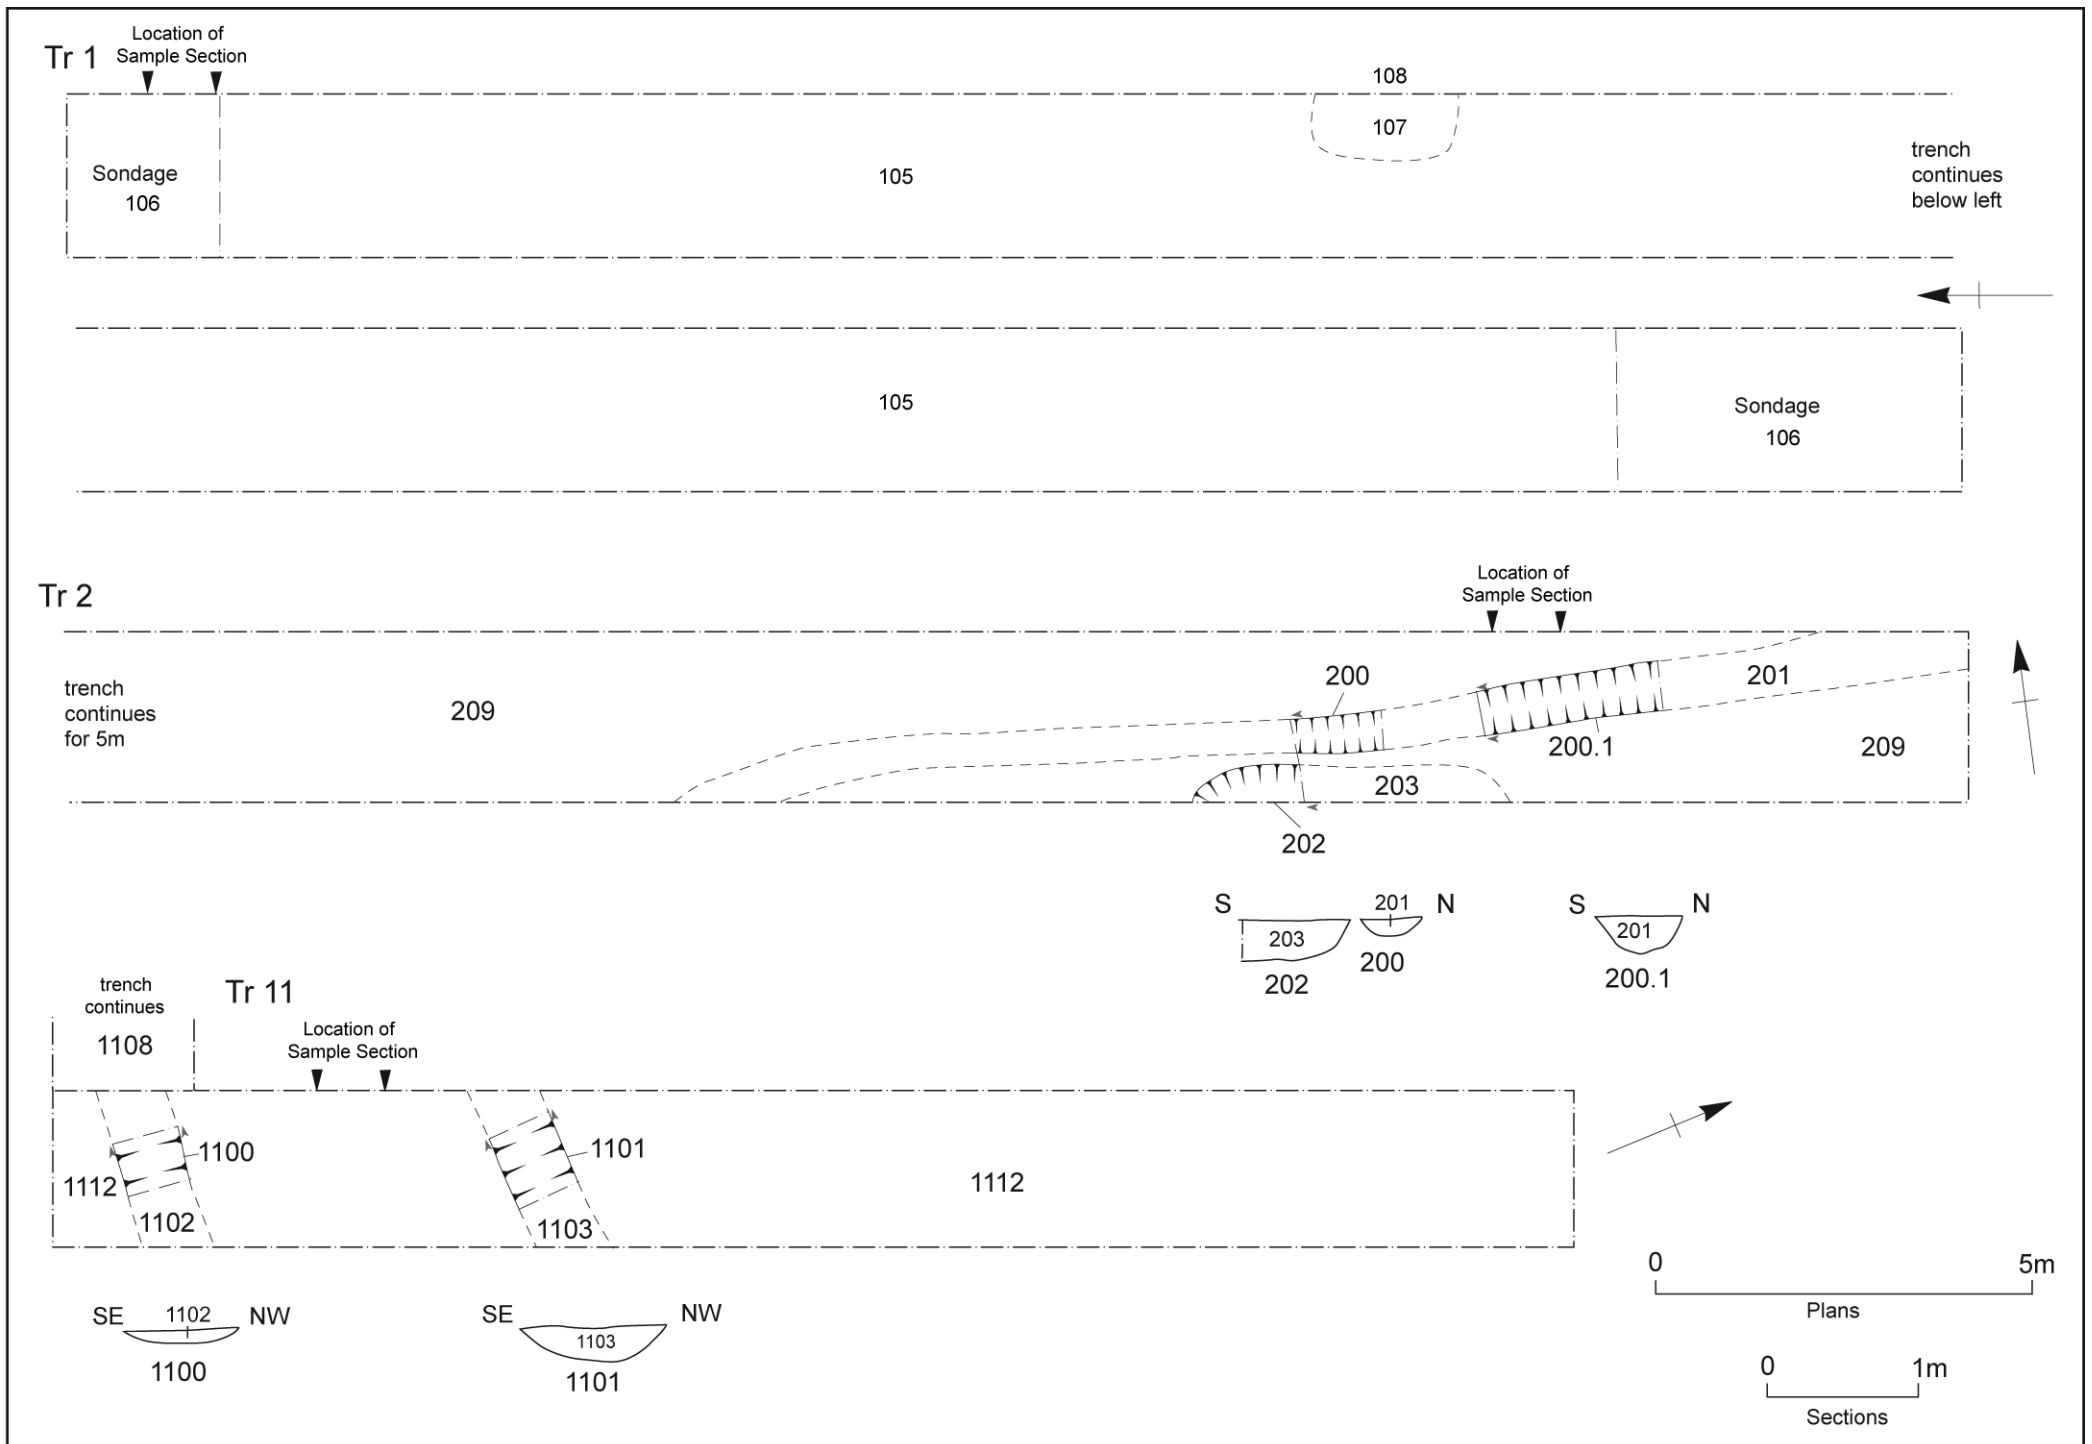 Tr 1
Location of
Sample Section
108
107
Sondage
106
105
trench
continues
below left
105
Sondage
106
Tr 2
Location of
Sample Section
trench
continues
for 5m
209
200
201
200.1
209
203
202
S
201
N
203
200
202
S
N
201
200.1
trench
continues
1108
Tr 11
Location of
Sample Section
1100
1101
1112
1112
1102
1103
SE
1102
NW
1100
SE
NW
1103
1101
0
5m
Plans
0
1m
Sections